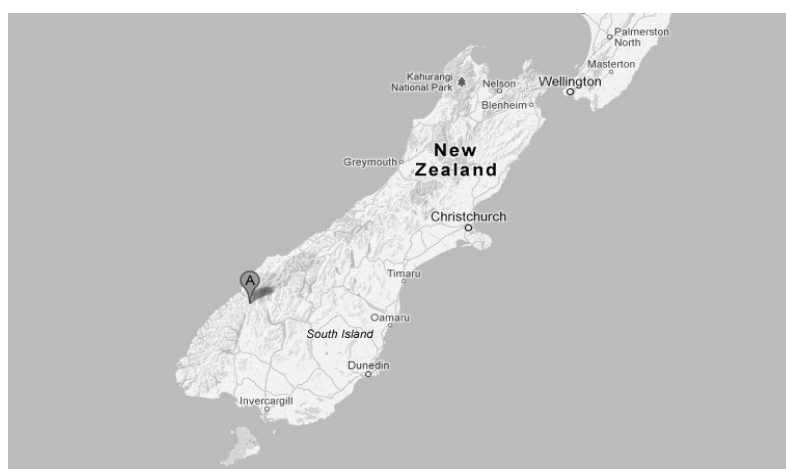 Palmerston
North
Masterton
Kahurangi
National Park
Nelson
Wellington
Blenheim
New
Zealand
Greymouth
Christchurch
A
Timaru
Oamaru
South Island
Dunedin
Invercargill